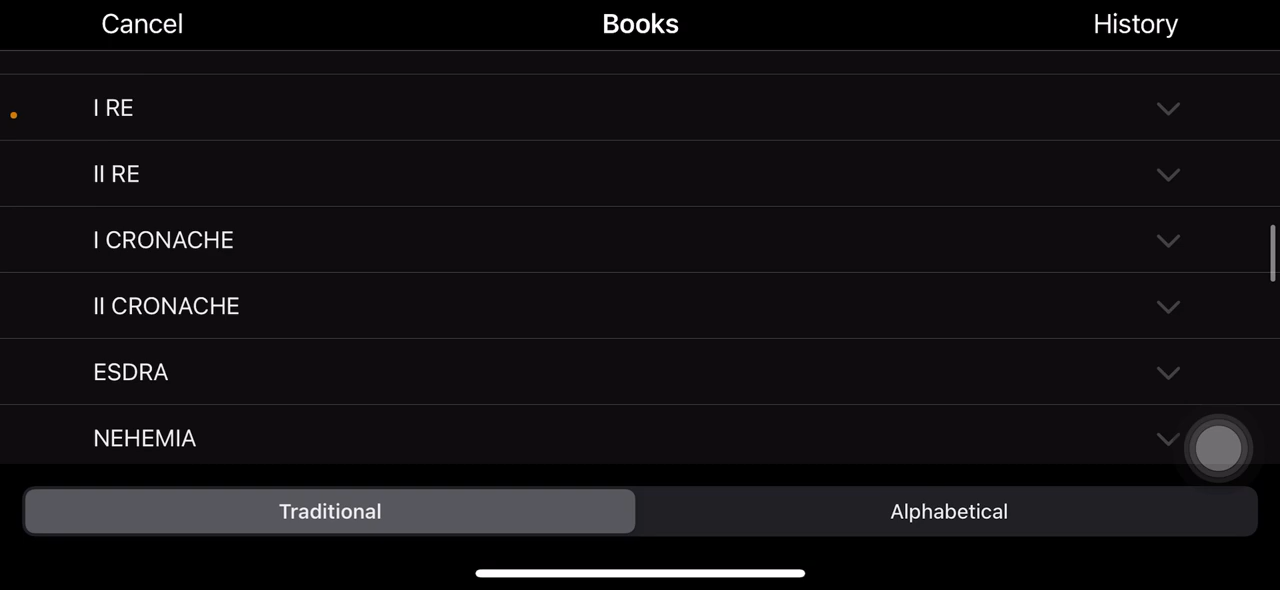 Cancel Books History
I RE
II RE
I CRONACHE
II CRONACHE
ESDRA
NEHEMIA
Traditional Alphabetical